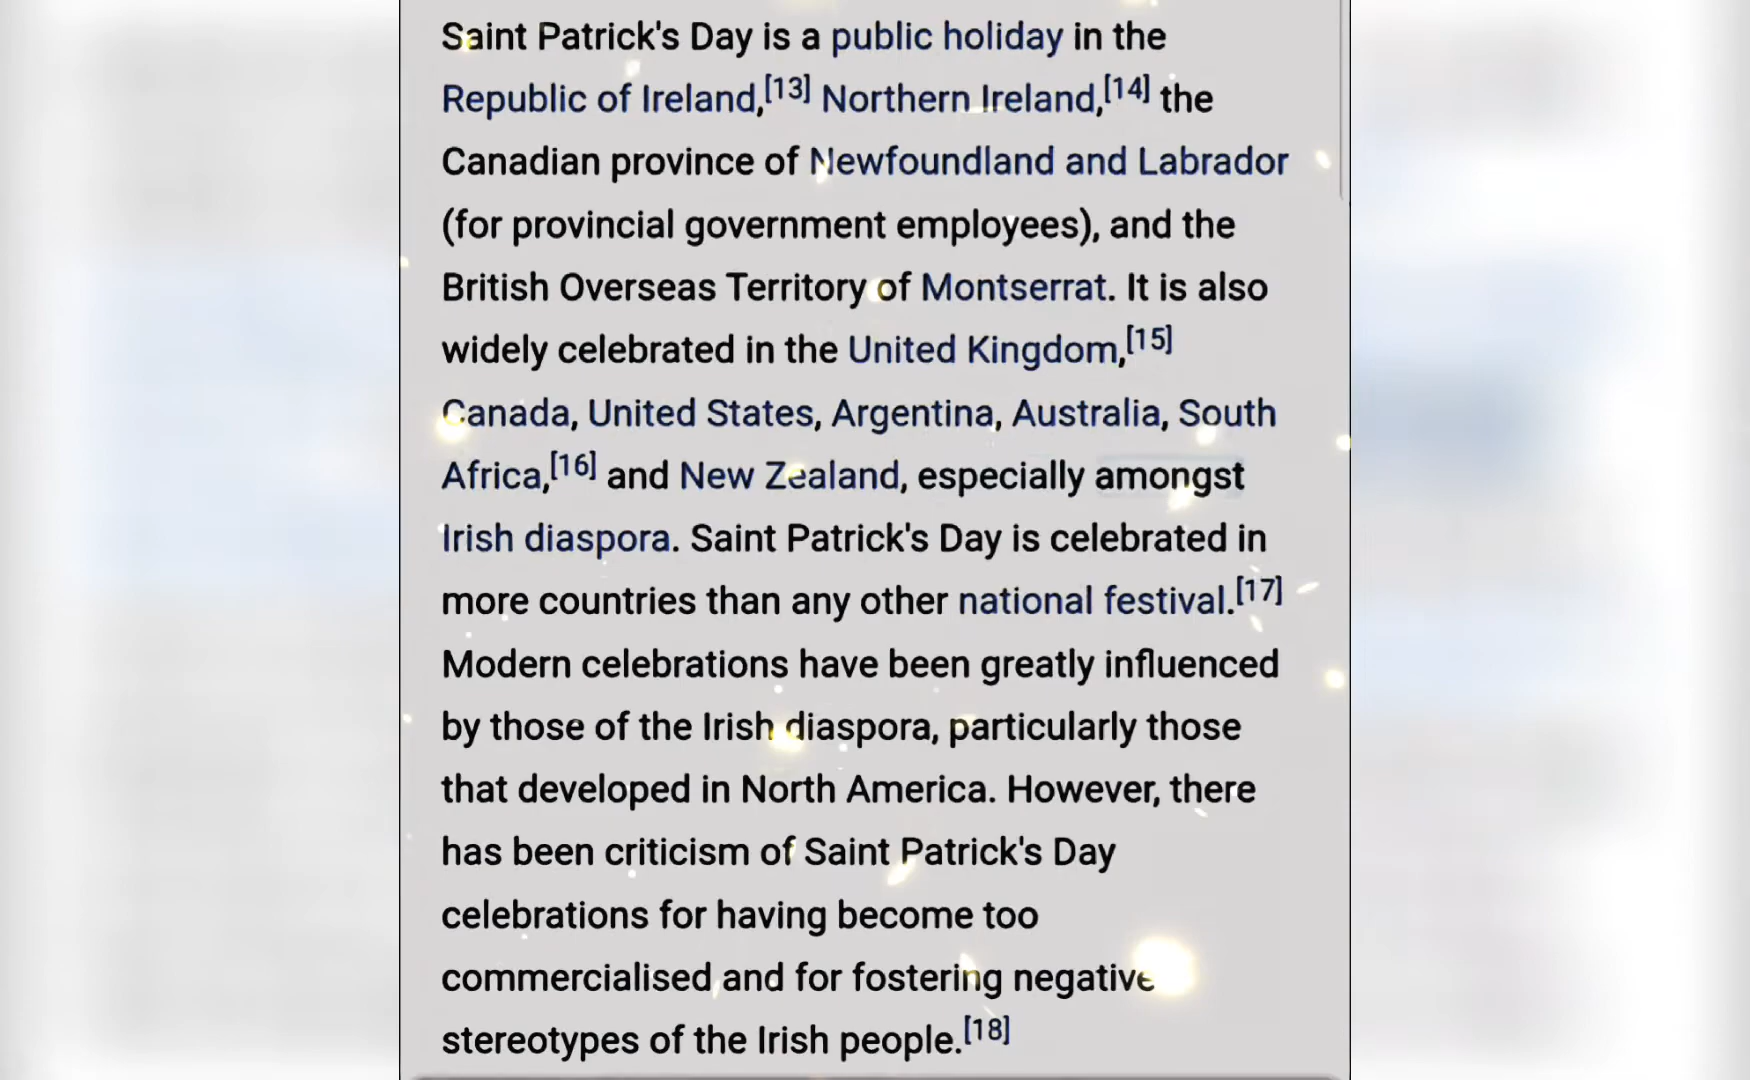 Saint Patrick's Day is a public holiday in the
Republic of Ireland,[13] Northern Ireland,[14] the
Canadian province of Newfoundland and Labrador
(for provincial government employees), and the
British Overseas Territory of Montserrat. It is also
widely celebrated in the United Kingdom,[15]
Canada, United States, Argentina, Australia, South
Africa,[16] and New Zealand, especially amongst
Irish diaspora. Saint Patrick's Day is celebrated in
more countries than any other national festival.[17]
Modern celebrations have been greatly influenced
by those of the Irish diaspora, particularly those
that developed in North America. However, there
has been criticism of Saint Patrick's Day
celebrations for having become too
commercialised and for fostering negative
stereotypes of the Irish people.[18]